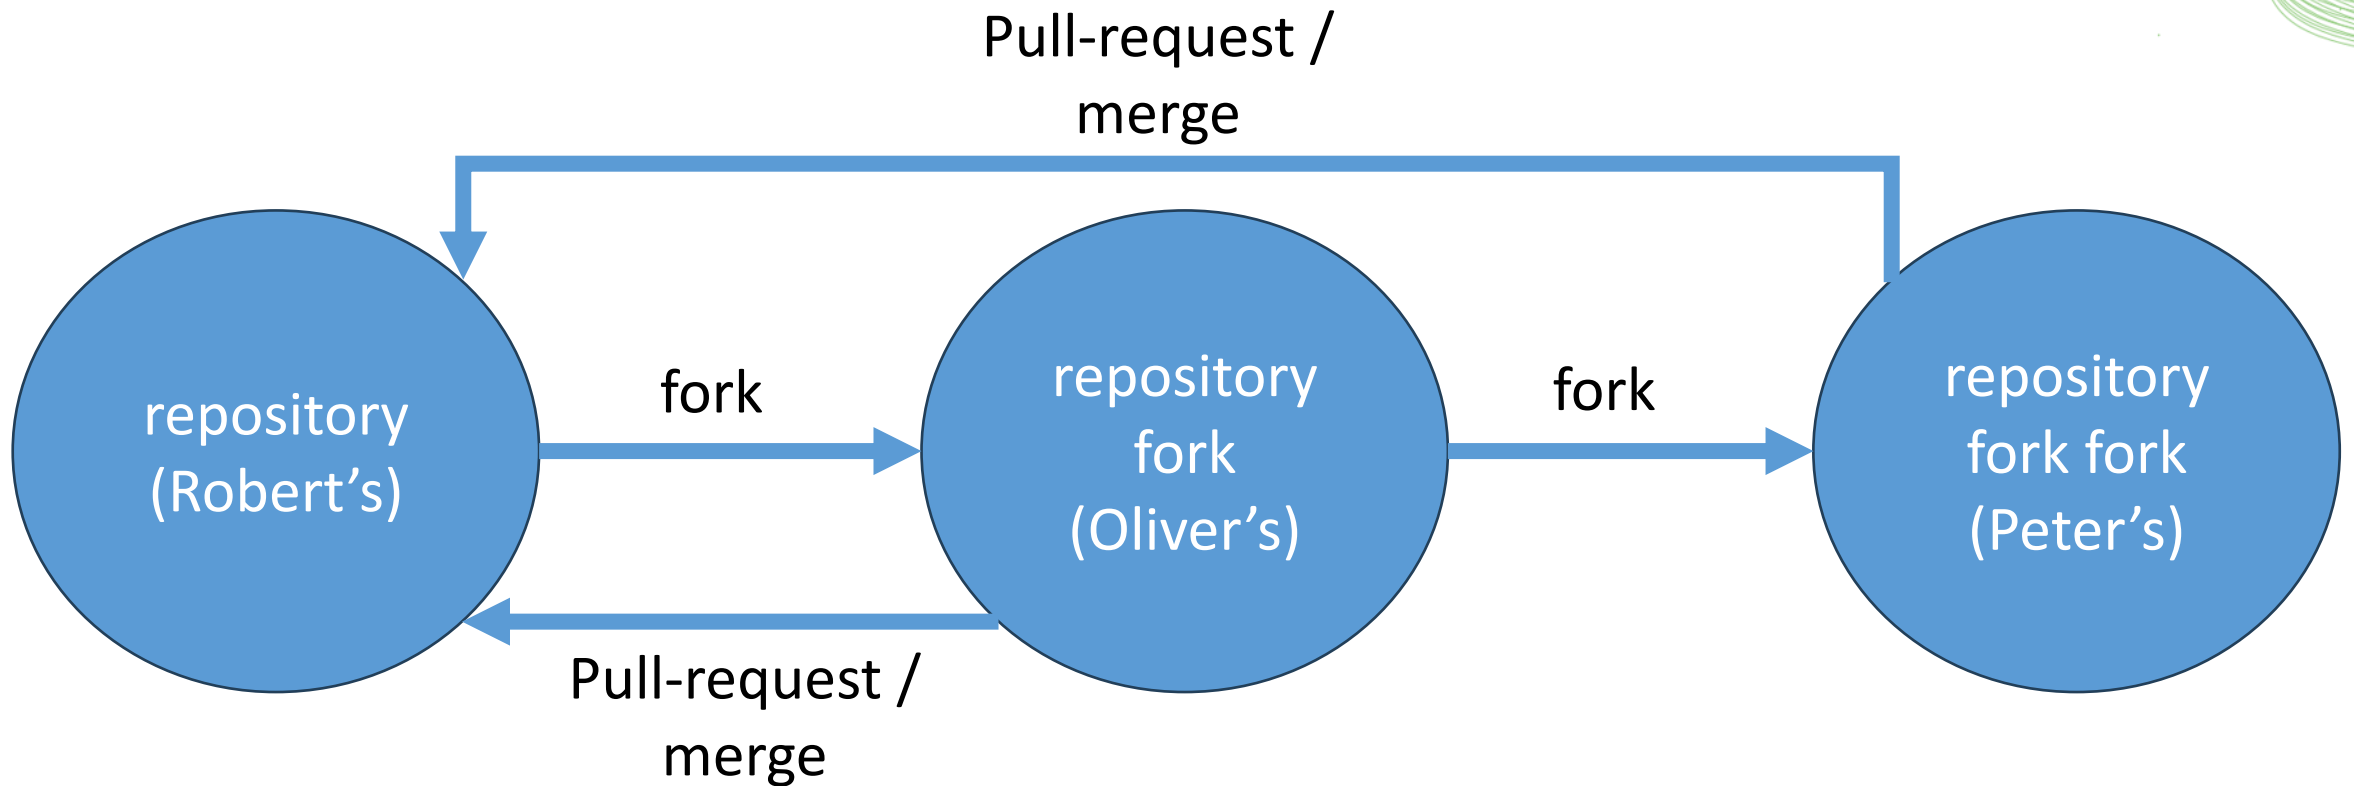 Pull-request /
merge
repository
(Robert’s)
fork
repository
fork
(Oliver’s)
fork
repository
fork fork
(Peter’s)
Pull-request /
merge